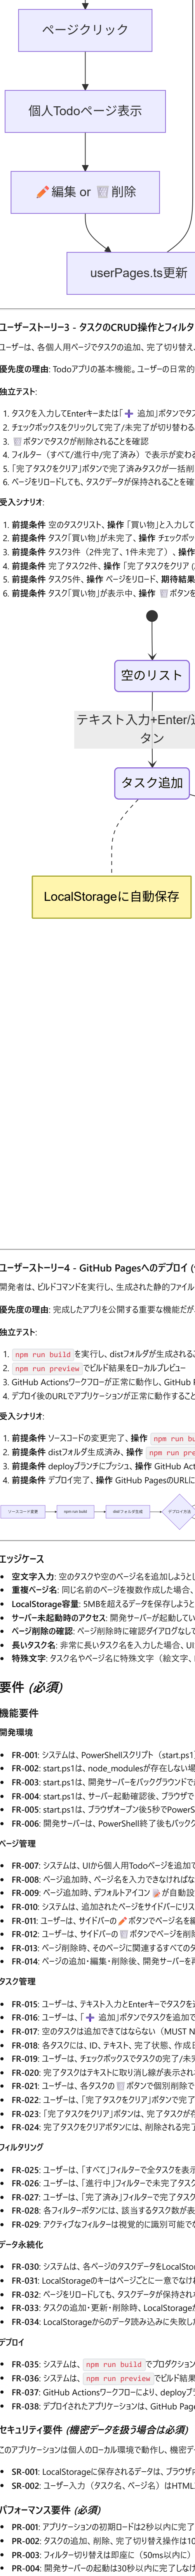 ページクリック
個人Todoページ表示
編集 or 🗑️ 削除
userPages.ts更新
ユーザーストーリー3 - タスクのCRUD操作とフィルタ
ユーザーは、各個人用ページでタスクの追加、完了切り替え、
優先度の理由: Todoアプリの基本機能。ユーザーの日常的
独立テスト:
1. タスクを入力してEnterキーまたは「➕ 追加」ボタンでタス
2. チェックボックスをクリックして完了/未完了が切り替わること
3. 🗑️ ボタンでタスクが削除されることを確認
4. フィルター（すべて/進行中/完了済み）で表示が変わる
5. 「完了タスクをクリア」ボタンで完了済みタスクが一括削
6. ページをリロードしても、タスクデータが保持されることを確
受入シナリオ:
1. 前提条件 空のタスクリスト、操作 「買い物」と入力して
2. 前提条件 タスク「買い物」が未完了、操作 チェックボッ
3. 前提条件 タスク3件（2件完了、1件未完了）、操作
4. 前提条件 完了タスク2件、操作 「完了タスクをクリア (
5. 前提条件 タスク5件、操作 ページをリロード、期待結果
6. 前提条件 タスク「買い物」が表示中、操作 🗑️ ボタンを
空のリスト
テキスト入力+Enter/追
タン
タスク追加
LocalStorageに自動保存
ユーザーストーリー4 - GitHub Pagesへのデプロイ (
開発者は、ビルドコマンドを実行し、生成された静的ファイル
優先度の理由: 完成したアプリを公開する重要な機能だが
独立テスト:
1. npm run build を実行し、distフォルダが生成されるこ
2. npm run preview でビルド結果をローカルプレビュー
3. GitHub Actionsワークフローが正常に動作し、GitHub P
4. デプロイ後のURLでアプリケーションが正常に動作すること
受入シナリオ:
1. 前提条件 ソースコードの変更完了、操作 npm run bu
2. 前提条件 distフォルダ生成済み、操作 npm run pre
3. 前提条件 deployブランチにプッシュ、操作 GitHub Act
4. 前提条件 デプロイ完了、操作 GitHub PagesのURLに
ソースコード変更 npm run build distフォルダ生成 デプロイ方法
エッジケース
• 空文字入力: 空のタスクや空のページ名を追加しようとし
• 重複ページ名: 同じ名前のページを複数作成した場合、
• LocalStorage容量: 5MBを超えるデータを保存しようと
• サーバー未起動時のアクセス: 開発サーバーが起動してい
• ページ削除の確認: ページ削除時に確認ダイアログなしで
• 長いタスク名: 非常に長いタスク名を入力した場合、UI
• 特殊文字: タスク名やページ名に特殊文字（絵文字、H
要件 (必須)
機能要件
開発環境
• FR-001: システムは、PowerShellスクリプト（start.ps1
• FR-002: start.ps1は、node_modulesが存在しない場
• FR-003: start.ps1は、開発サーバーをバックグラウンドで
• FR-004: start.ps1は、サーバー起動確認後、ブラウザで
• FR-005: start.ps1は、ブラウザオープン後5秒でPowerS
• FR-006: 開発サーバーは、PowerShell終了後もバックグ
ページ管理
• FR-007: システムは、UIから個人用Todoページを追加で
• FR-008: ページ追加時、ページ名を入力できなければな
• FR-009: ページ追加時、デフォルトアイコン 📝 が自動設
• FR-010: システムは、追加されたページをサイドバーにリス
• FR-011: ユーザーは、サイドバーの🖍️ボタンでページ名を編
• FR-012: ユーザーは、サイドバーの🗑️ボタンでページを削除
• FR-013: ページ削除時、そのページに関連するすべてのタ
• FR-014: ページの追加・編集・削除後、開発サーバーを再
タスク管理
• FR-015: ユーザーは、テキスト入力とEnterキーでタスクを追
• FR-016: ユーザーは、「➕ 追加」ボタンでタスクを追加で
• FR-017: 空のタスクは追加できてはならない（MUST N
• FR-018: 各タスクには、ID、テキスト、完了状態、作成日
• FR-019: ユーザーは、チェックボックスでタスクの完了/未完
• FR-020: 完了タスクはテキストに取り消し線が表示され
• FR-021: ユーザーは、各タスクの🗑️ボタンで個別削除で
• FR-022: ユーザーは、「完了タスクをクリア」ボタンで完了
• FR-023: 「完了タスクをクリア」ボタンは、完了タスクが存
• FR-024: 完了タスクをクリアボタンには、削除される完了
フィルタリング
• FR-025: ユーザーは、「すべて」フィルターで全タスクを表示
• FR-026: ユーザーは、「進行中」フィルターで未完了タスク
• FR-027: ユーザーは、「完了済み」フィルターで完了タスク
• FR-028: 各フィルターボタンには、該当するタスク数が表
• FR-029: アクティブなフィルターは視覚的に識別可能でな
データ永続化
• FR-030: システムは、各ページのタスクデータをLocalStor
• FR-031: LocalStorageのキーはページごとに一意でなけれ
• FR-032: ページをリロードしても、タスクデータが保持され
• FR-033: タスクの追加・更新・削除時、LocalStorageが
• FR-034: LocalStorageからのデータ読み込みに失敗した
デプロイ
• FR-035: システムは、 npm run build でプロダクション
• FR-036: システムは、 npm run preview でビルド結果
• FR-037: GitHub Actionsワークフローにより、deployブラ
• FR-038: デプロイされたアプリケーションは、GitHub Page
セキュリティ要件 (機密データを扱う場合は必須)
このアプリケーションは個人のローカル環境で動作し、機密デー
• SR-001: LocalStorageに保存されるデータは、ブラウザ
• SR-002: ユーザー入力（タスク名、ページ名）はHTML
パフォーマンス要件 (必須)
• PR-001: アプリケーションの初期ロードは2秒以内に完了
• PR-002: タスクの追加、削除、完了切り替え操作は10
• PR-003: フィルター切り替えは即座に（50ms以内に）
• PR-004: 開発サーバーの起動は30秒以内に完了しな